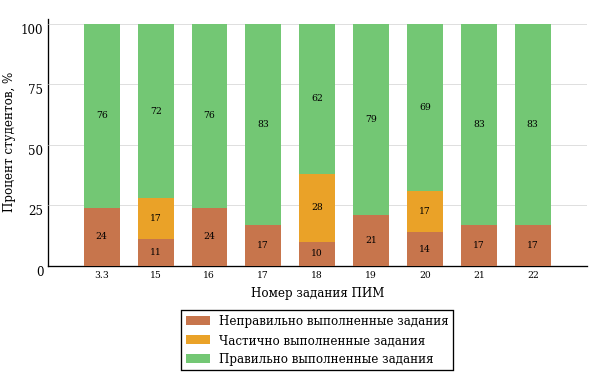 Процент студентов, %
100
75
50
25
0
76 72 76 83 62 79 69 83 83
17 28 17
24 11 24 17 10 21 14 17 17
3.3 15 16 17 18 19 20 21 22
Номер задания ПИМ
Неправильно выполненные задания
Частично выполненные задания
Правильно выполненные задания